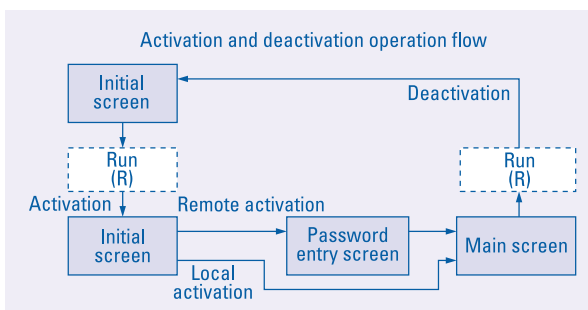 Activation and deactivation operation flow
Initial
screen
Deactivation
Run
(R)
Run
(R)
Activation
Remote activation
Initial
screen
Password
entry screen
Main screen
Local
activation